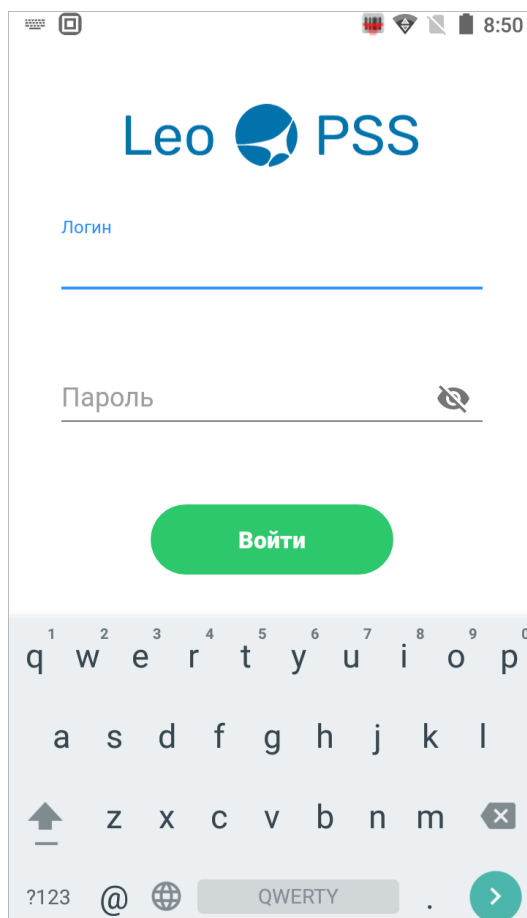 8:50
Leo PSS
Логин
Пароль
Войти
1 2 3 4 5 6 7 8 9 0
q w e r t y u i o p
a s d f g h j k l
z x c v b n m
?123 @ QWERTY .